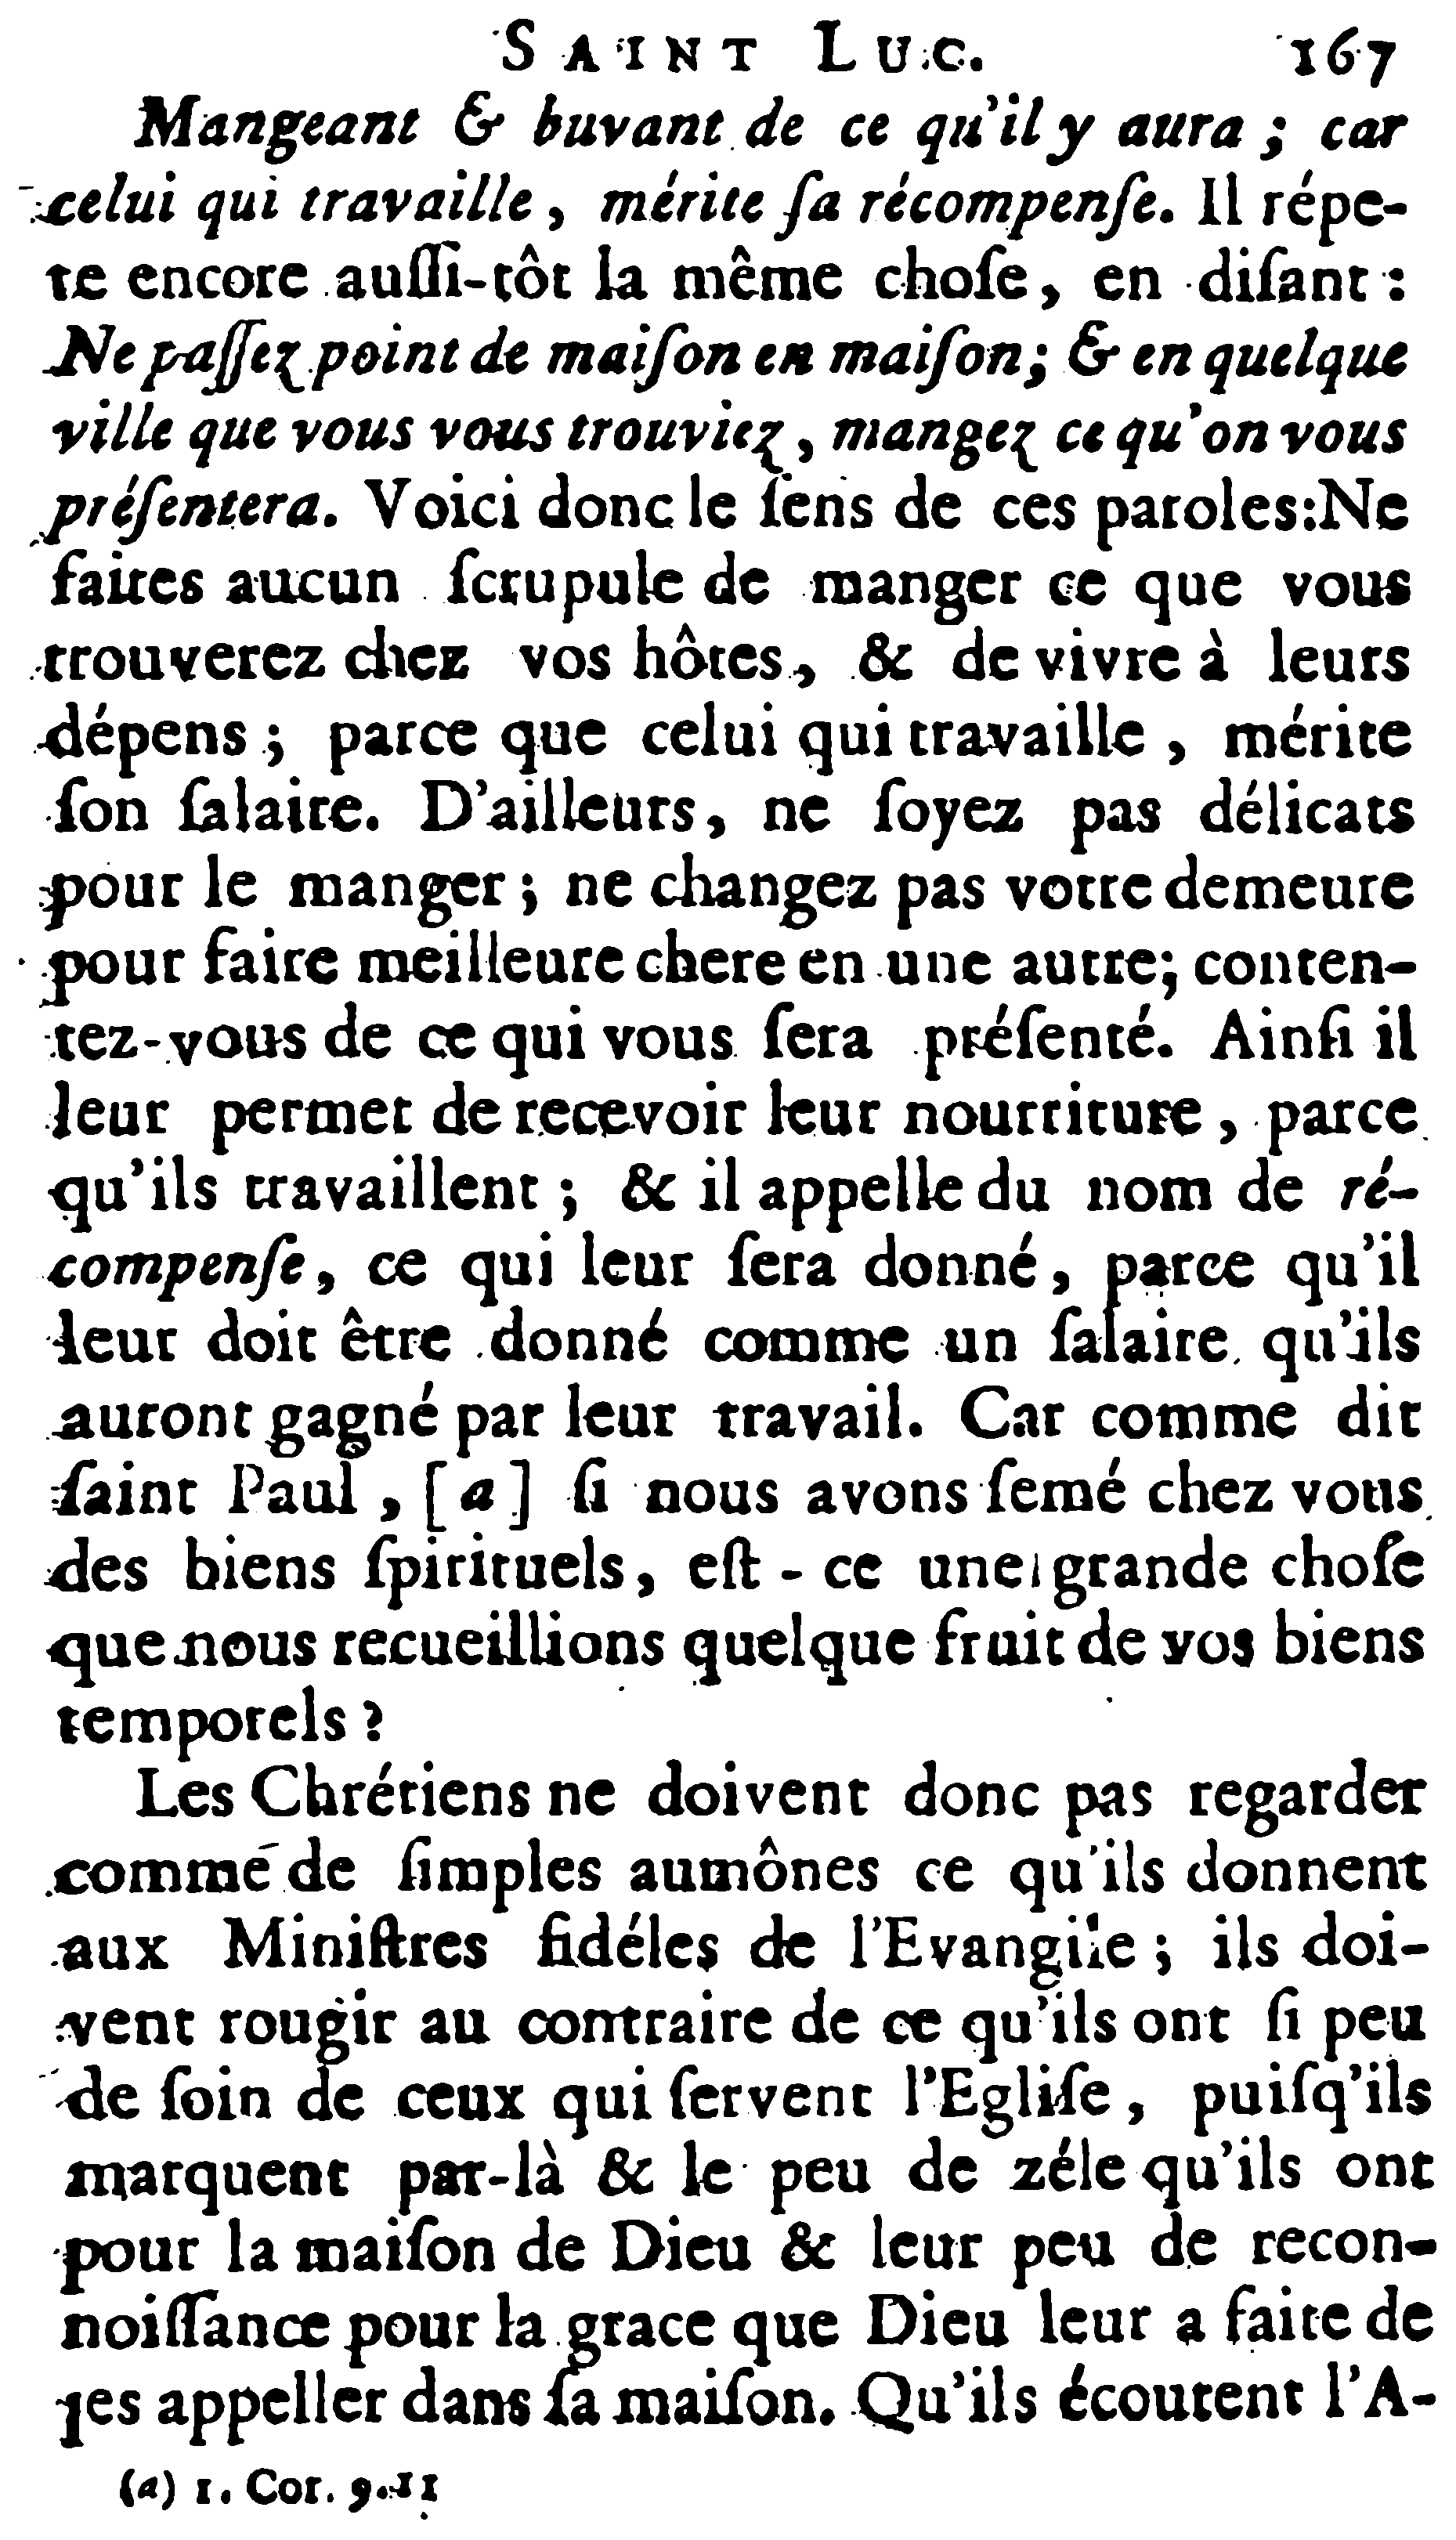 SAINT LUC. 167
Mangeant & buvant de ce qu'il y aura ; car
celui qui travaille, mérite ſa récompenſe. Il répe-
te encore auſſi-tôt la même choſe, en diſant :
Ne paſſez point de maiſon en maiſon; & en quelque
ville que vous vous trouviez, mangez ce qu'on vous
préſentera. Voici donc le ſens de ces paroles:Ne
faites aucun ſcrupule de manger ce que vous
trouverez chez vos hôtes, & de vivre à leurs
dépens ; parce que celui qui travaille, mérite
ſon ſalaire. D'ailleurs, ne ſoyez pas délicats
pour le manger ; ne changez pas votre demeure
pour faire meilleure chere en une autre; conten-
tez-vous de ce qui vous ſera préſenté. Ainſi il
leur permet de recevoir leur nourriture, parce
qu'ils travaillent ; & il appelle du nom de ré-
compenſe, ce qui leur ſera donné, parce qu'il
leur doit être donné comme un ſalaire qu'ils
auront gagné par leur travail. Car comme dit
ſaint Paul, [a] ſi nous avons ſemé chez vous
des biens ſpirituels, eſt-ce une grande choſe
que nous recueillions quelque fruit de vos biens
temporels ?
Les Chrétiens ne doivent donc pas regarder
comme de ſimples aumônes ce qu'ils donnent
aux Miniſtres fidéles de l'Evangile ; ils doi-
vent rougir au contraire de ce qu'ils ont ſi peu
de ſoin de ceux qui ſervent l'Egliſe, puiſq'ils
marquent par-là & le peu de zéle qu'ils ont
pour la maiſon de Dieu & leur peu de recon-
noiſſance pour la grace que Dieu leur a faite de
les appeller dans ſa maiſon. Qu'ils écoutent l'A-
(a) 1. Cor. 9.11